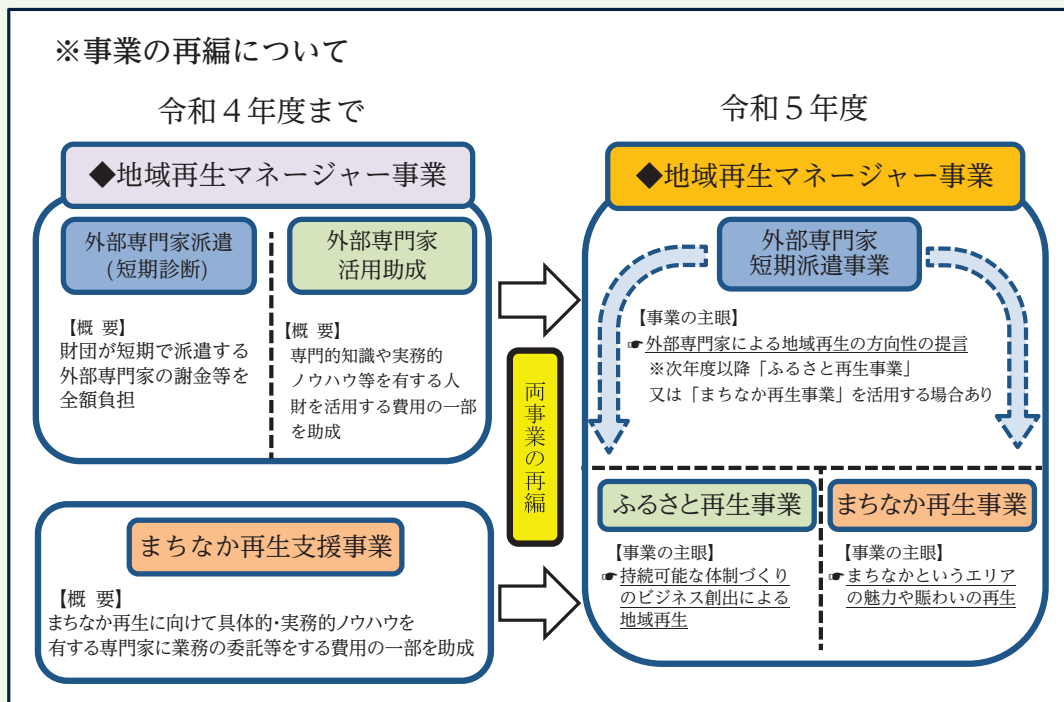 ※事業の再編について
令和４年度まで
◆地域再生マネージャー事業
外部専門家派遣
(短期診断)
【概 要】
財団が短期で派遣する
外部専門家の謝金等を
全額負担
外部専門家
活用助成
【概 要】
専門的知識や実務的
ノウハウ等を有する人
財を活用する費用の一部
を助成
まちなか再生支援事業
【概 要】
まちなか再生に向けて具体的・実務的ノウハウを
有する専門家に業務の委託等をする費用の一部を助成
両事業の再編
令和５年度
◆地域再生マネージャー事業
外部専門家
短期派遣事業
【事業の主眼】
☛外部専門家による地域再生の方向性の提言
※次年度以降「ふるさと再生事業」
又は「まちなか再生事業」を活用する場合あり
ふるさと再生事業
【事業の主眼】
☛持続可能な体制づくり
のビジネス創出による
地域再生
まちなか再生事業
【事業の主眼】
☛まちなかというエリア
の魅力や賑わいの再生